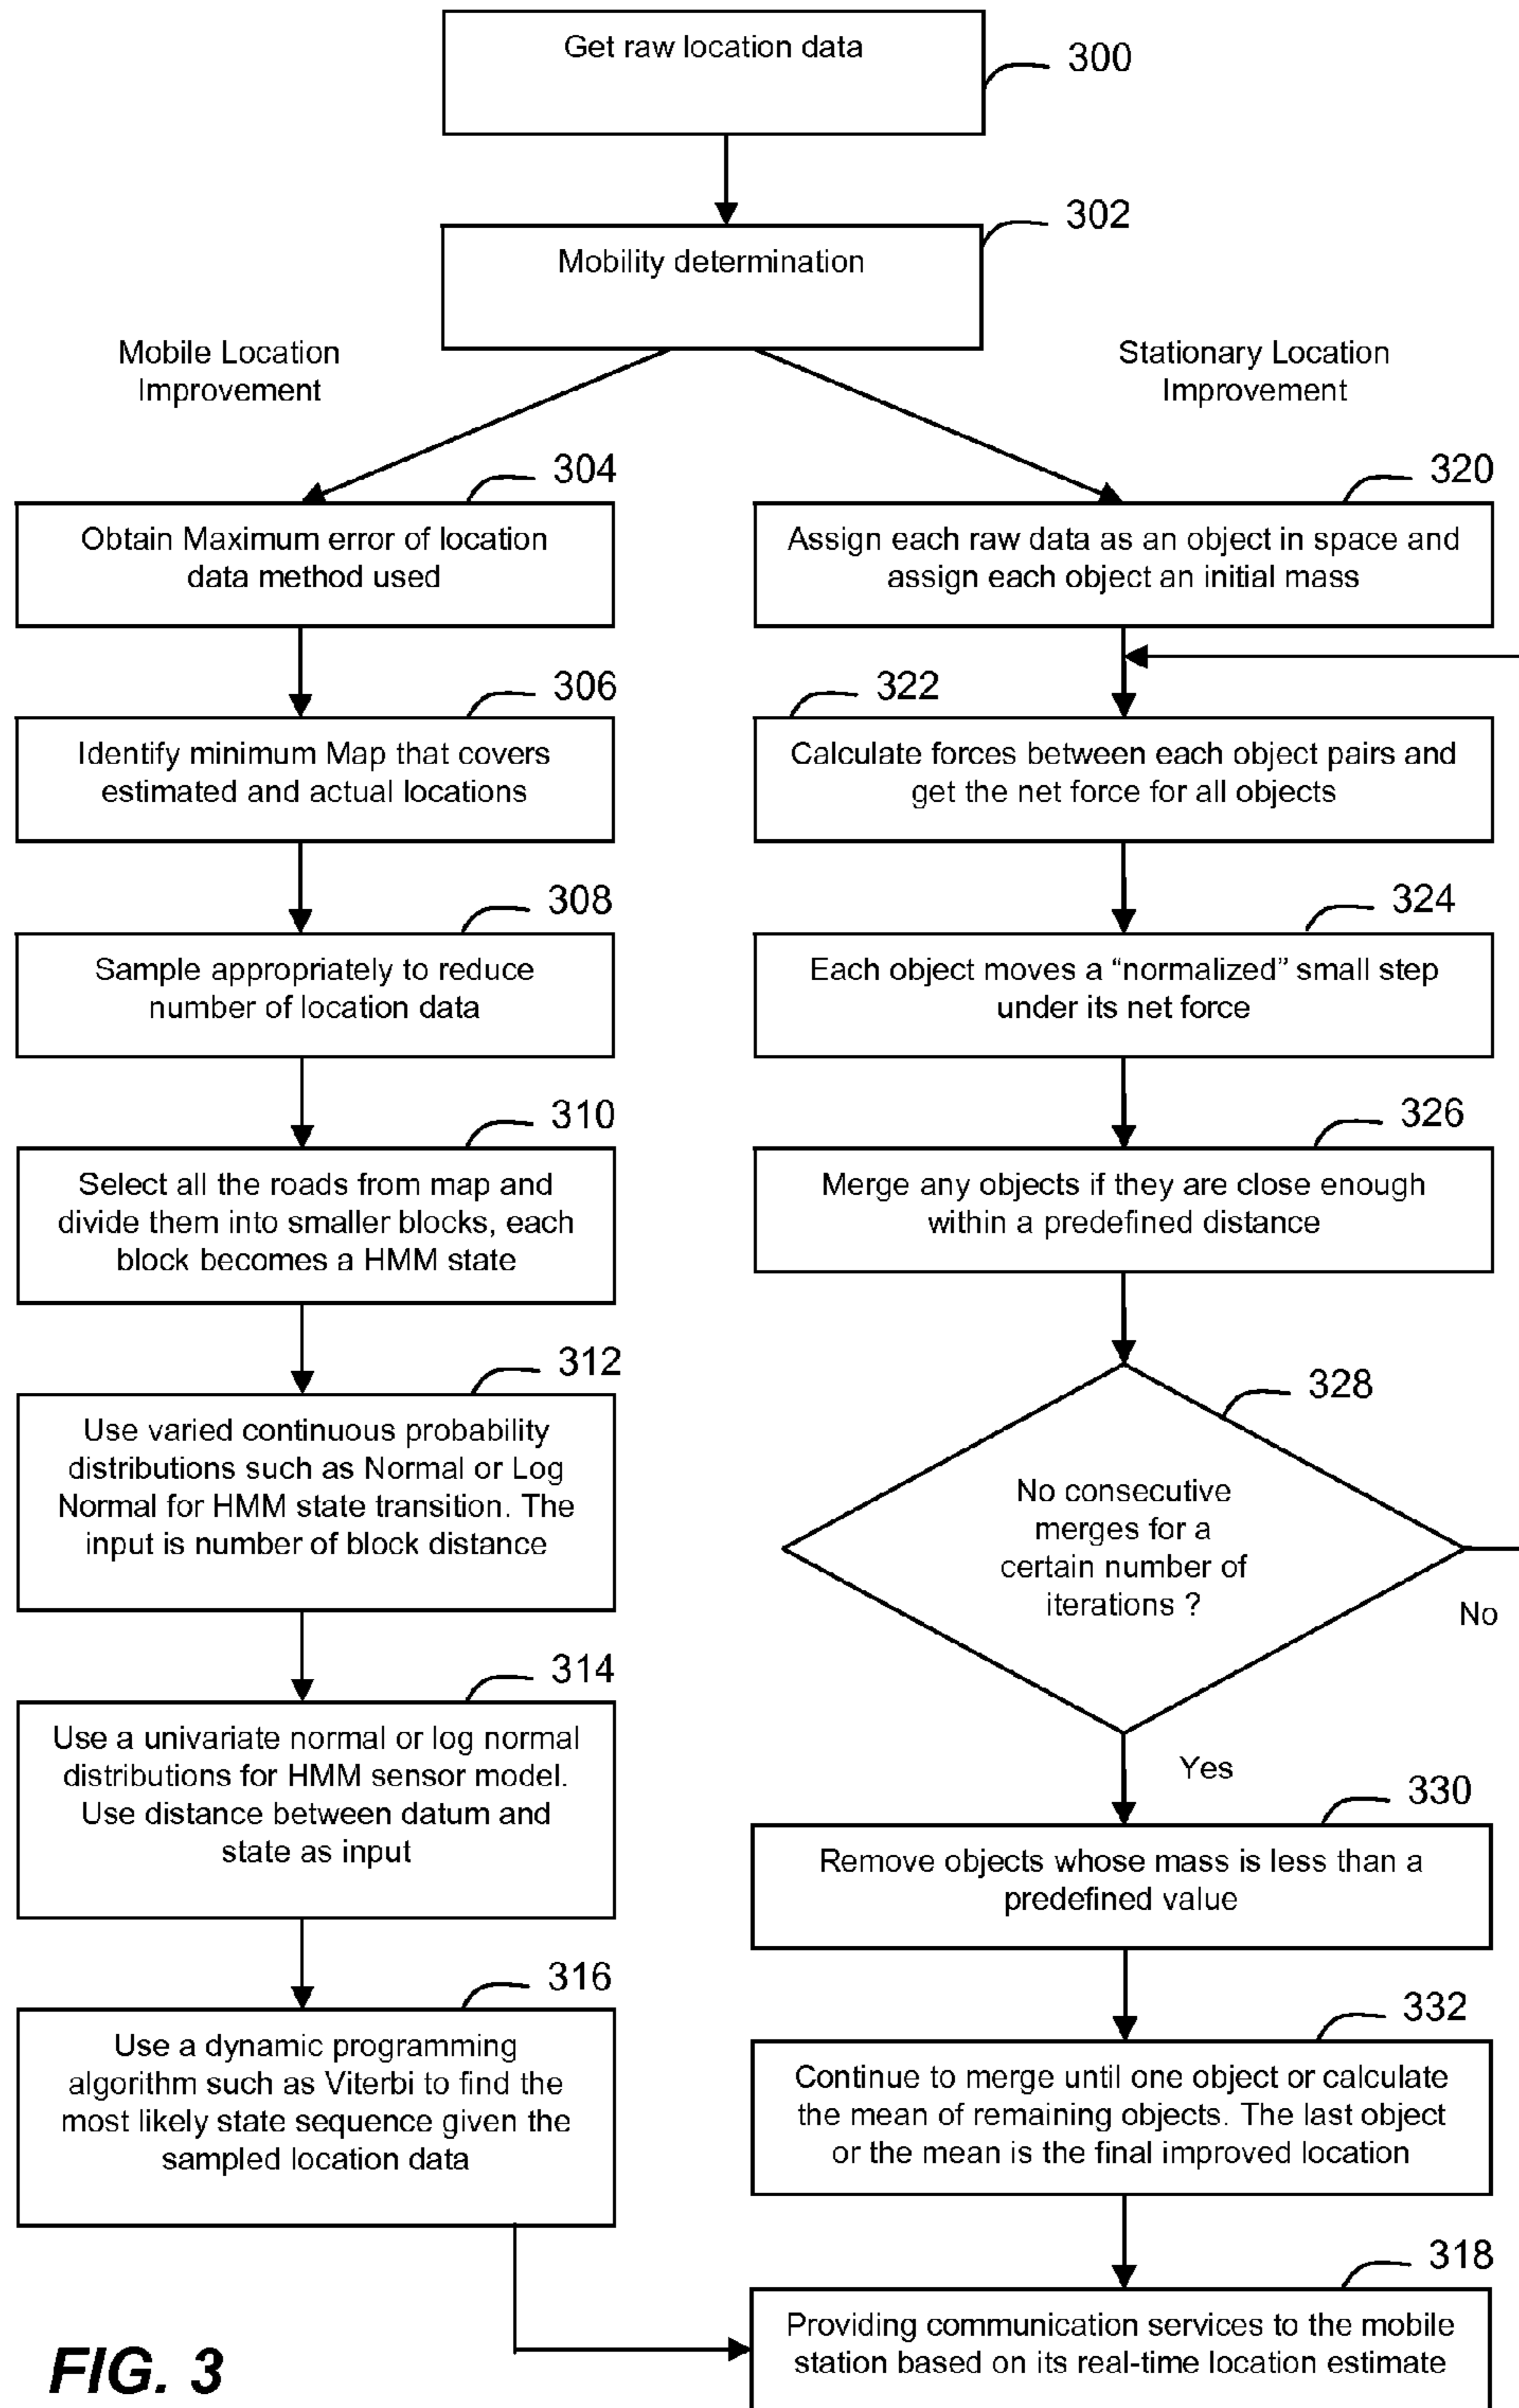 Get raw location data
300
302
Mobility determination
Mobile Location
Improvement
Stationary Location
Improvement
304
Obtain Maximum error of location
data method used
306
Identify minimum Map that covers
estimated and actual locations
308
Sample appropriately to reduce
number of location data
310
Select all the roads from map and
divide them into smaller blocks, each
block becomes a HMM state
312
Use varied continuous probability
distributions such as Normal or Log
Normal for HMM state transition. The
input is number of block distance
314
Use a univariate normal or log normal
distributions for HMM sensor model.
Use distance between datum and
state as input
316
Use a dynamic programming
algorithm such as Viterbi to find the
most likely state sequence given the
sampled location data
320
Assign each raw data as an object in space and
assign each object an initial mass
322
Calculate forces between each object pairs and
get the net force for all objects
324
Each object moves a “normalized” small step
under its net force
326
Merge any objects if they are close enough
within a predefined distance
328
No consecutive
merges for a
certain number of
iterations ?
No
Yes
330
Remove objects whose mass is less than a
predefined value
332
Continue to merge until one object or calculate
the mean of remaining objects. The last object
or the mean is the final improved location
318
Providing communication services to the mobile
station based on its real-time location estimate
FIG. 3